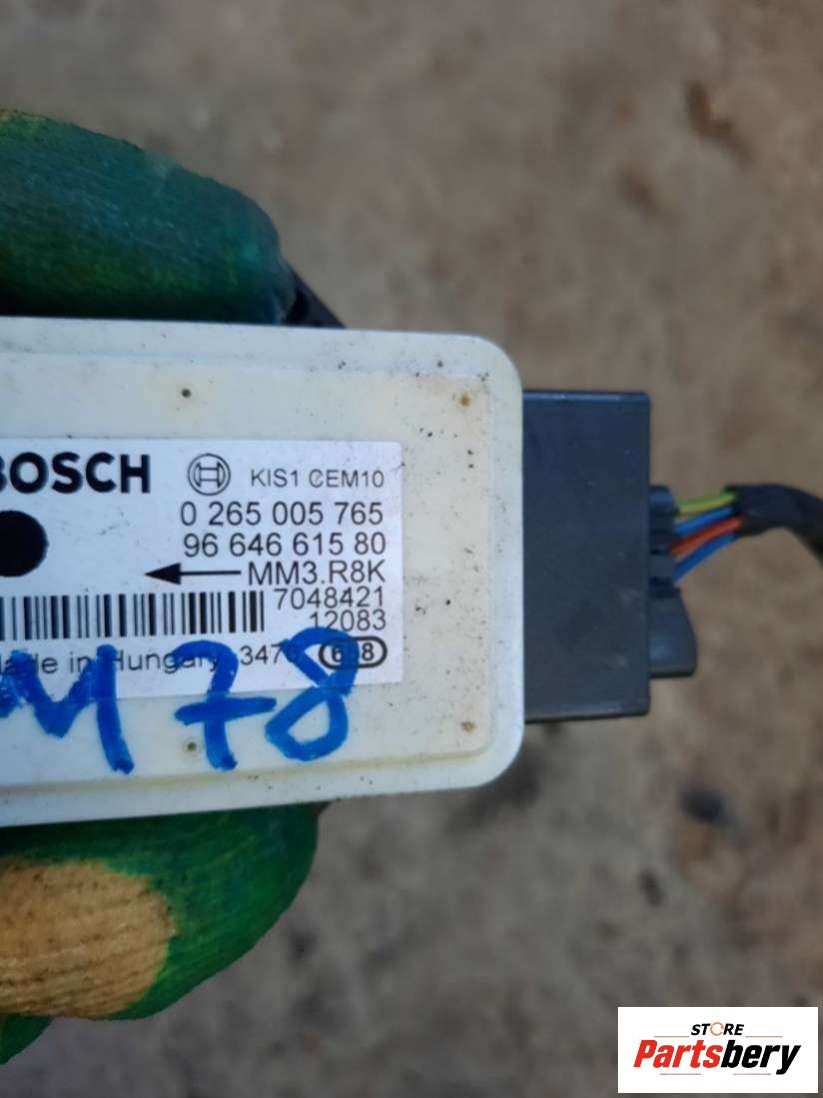 BOSCH KIS1 CEM10
0 265 005 765
96 646 615 80
MM3.R8K
7048421
12083
Made in Hungary 347
M78
STORE
Partsbery